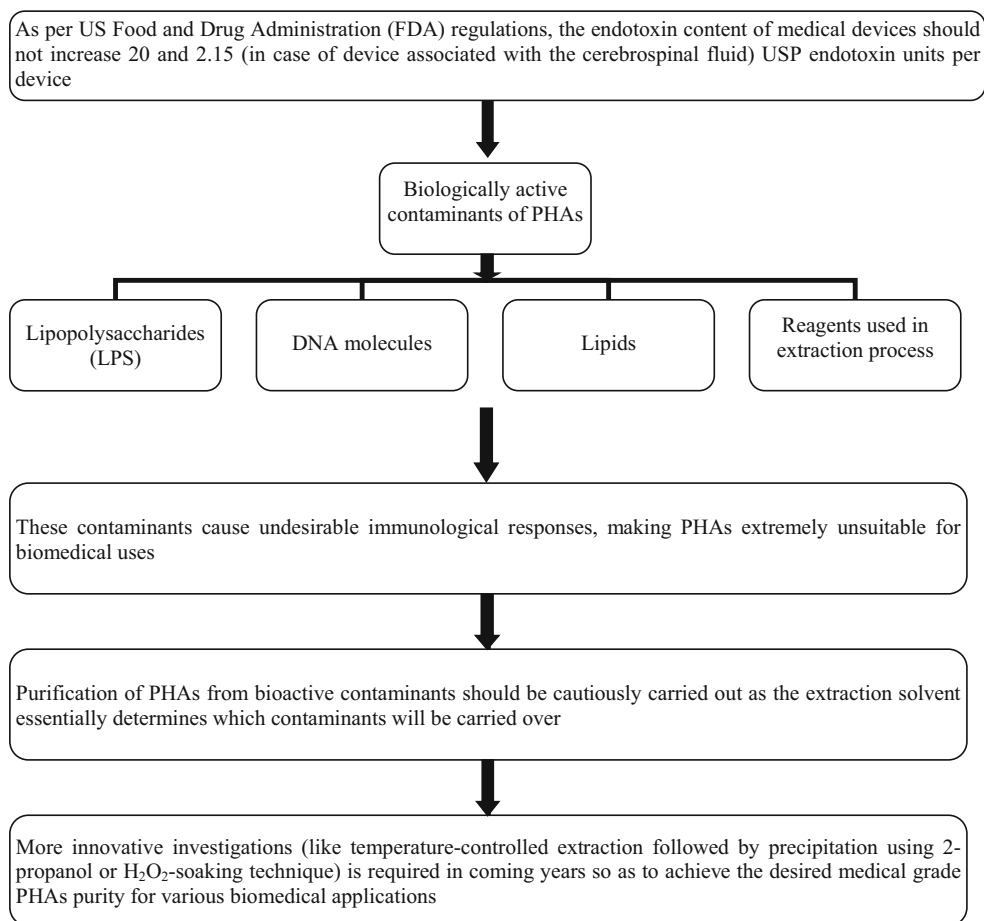 As per US Food and Drug Administration (FDA) regulations, the endotoxin content of medical devices should
not increase 20 and 2.15 (in case of device associated with the cerebrospinal fluid) USP endotoxin units per
device
Biologically active
contaminants of PHAs
Lipopolysaccharides
(LPS)
DNA molecules
Lipids
Reagents used in
extraction process
These contaminants cause undesirable immunological responses, making PHAs extremely unsuitable for
biomedical uses
Purification of PHAs from bioactive contaminants should be cautiously carried out as the extraction solvent
essentially determines which contaminants will be carried over
More innovative investigations (like temperature-controlled extraction followed by precipitation using 2-
propanol or H₂O₂-soaking technique) is required in coming years so as to achieve the desired medical grade
PHAs purity for various biomedical applications